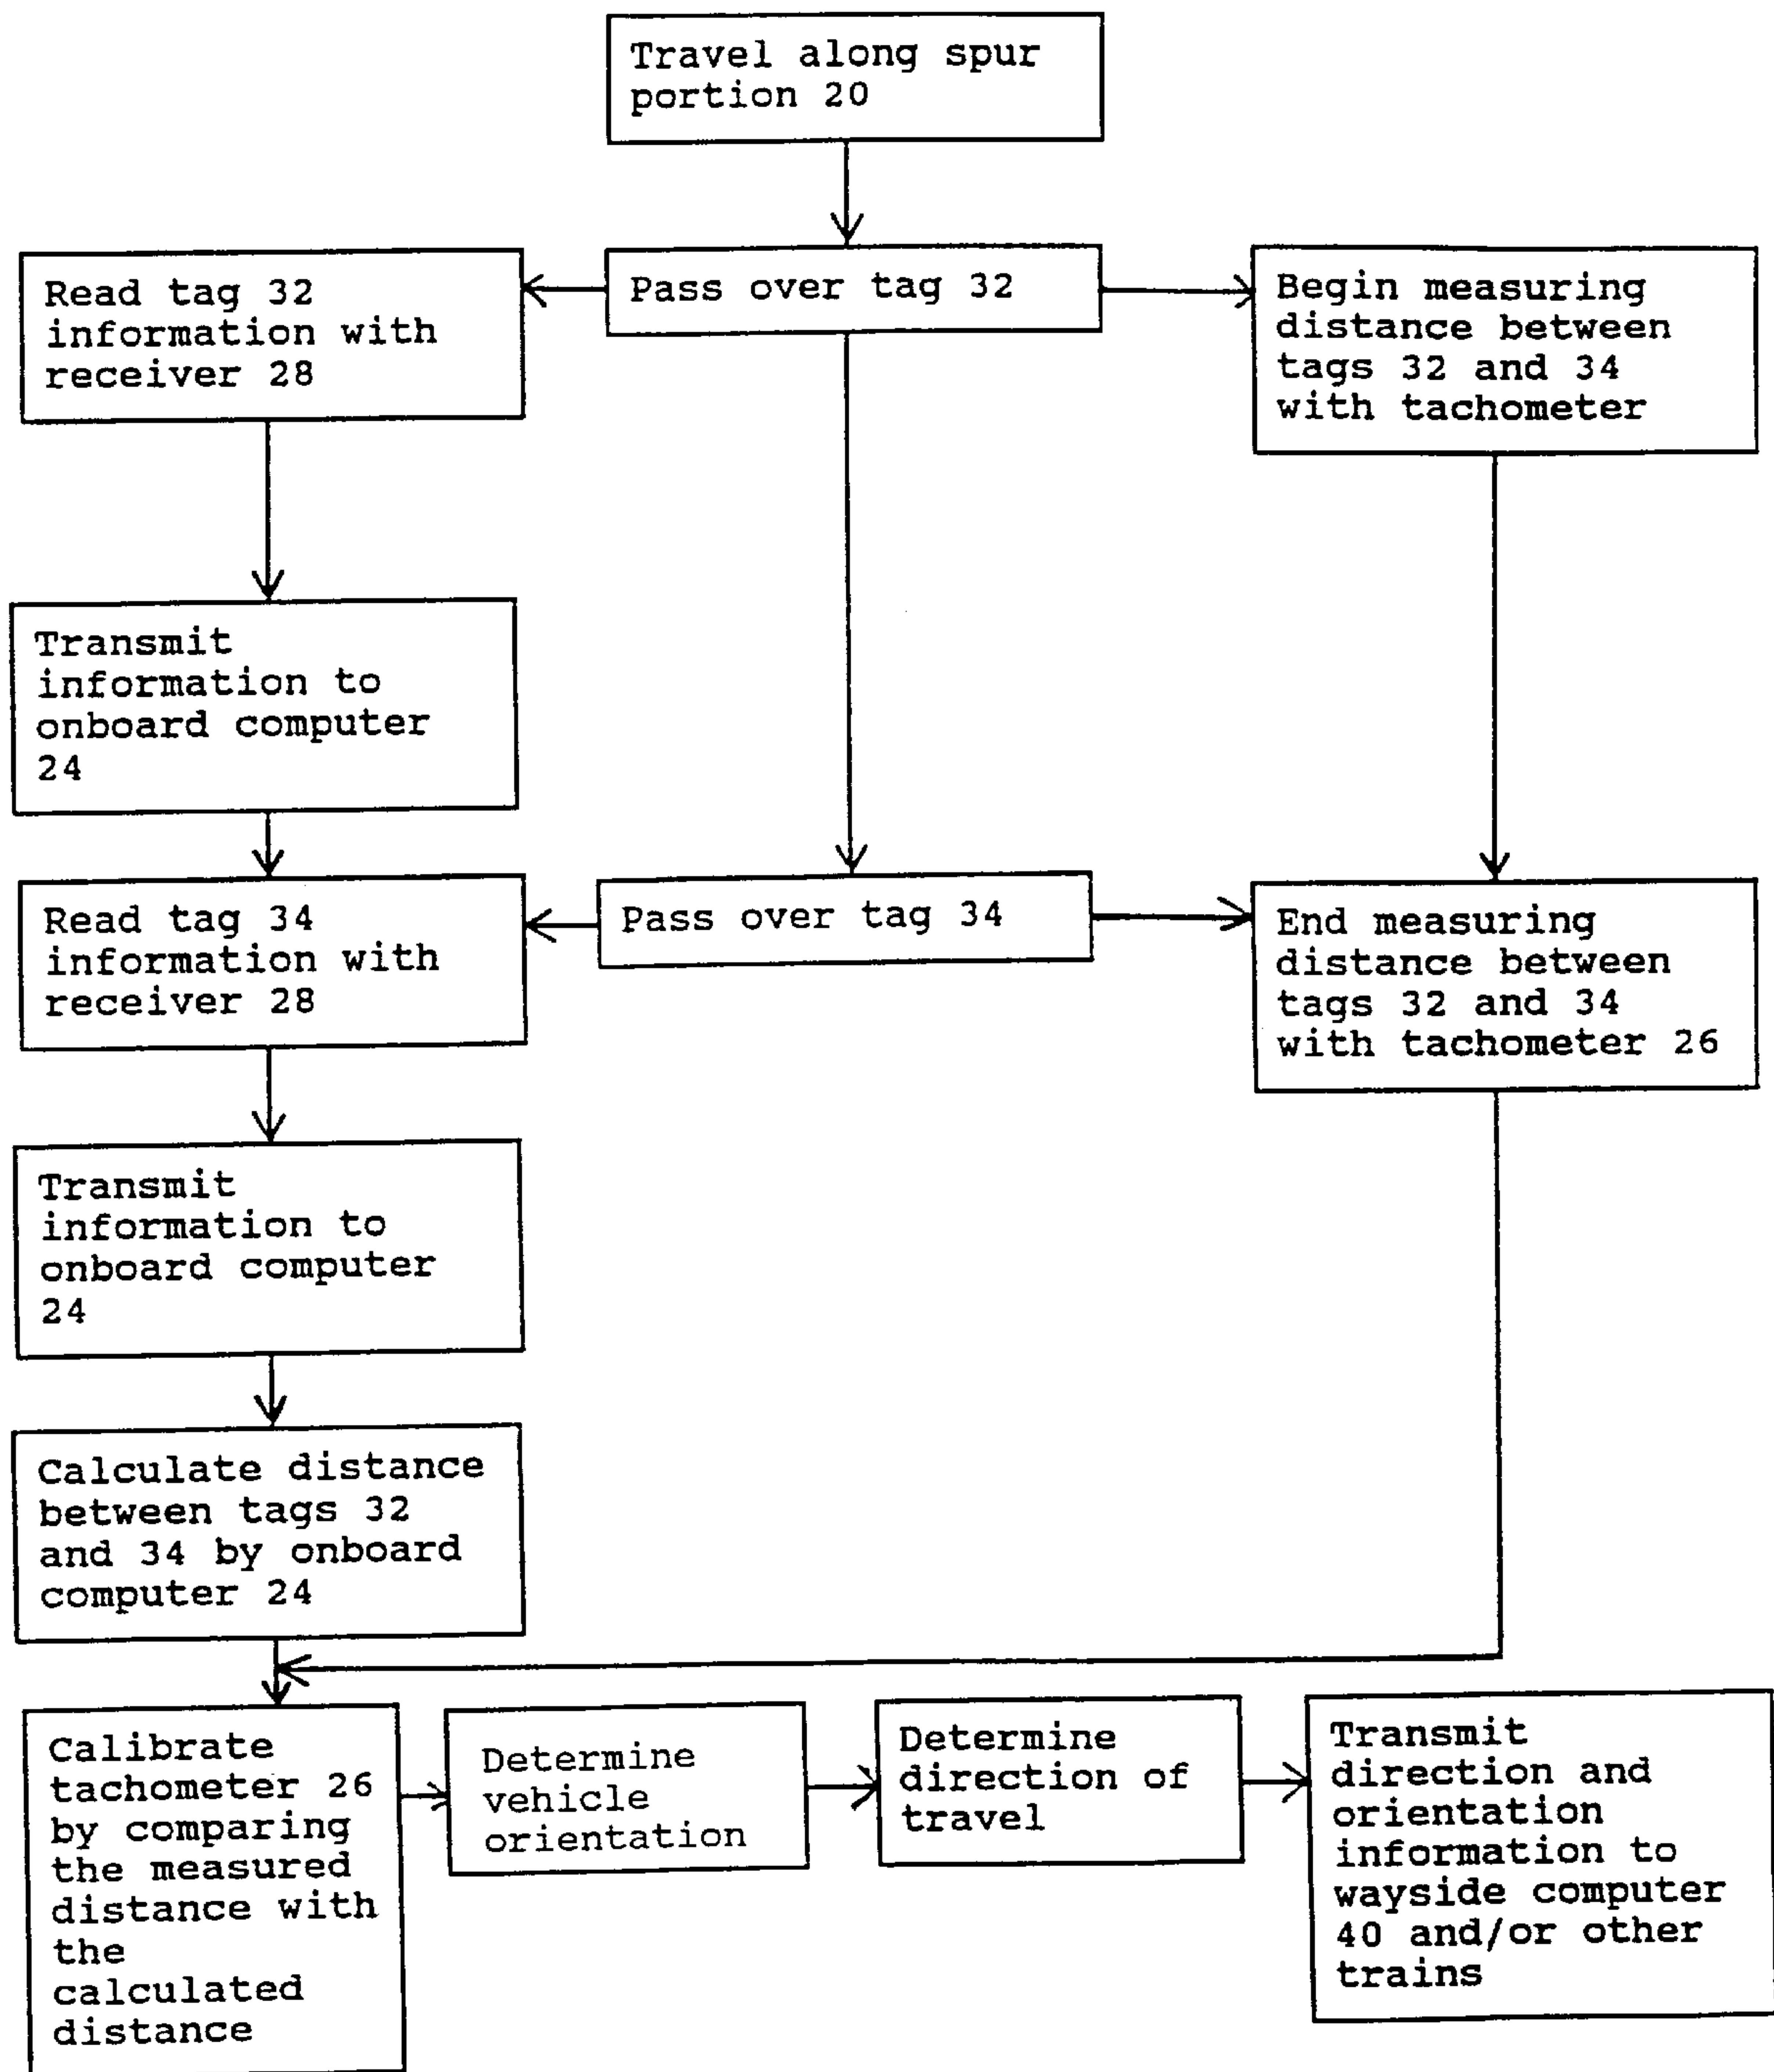 Travel along spur
portion 20
Read tag 32
information with
receiver 28
Pass over tag 32
Begin measuring
distance between
tags 32 and 34
with tachometer
Transmit
information to
onboard computer
24
Read tag 34
information with
receiver 28
Pass over tag 34
End measuring
distance between
tags 32 and 34
with tachometer 26
Transmit
information to
onboard computer
24
Calculate distance
between tags 32
and 34 by onboard
computer 24
Calibrate
tachometer 26
by comparing
the measured
distance with
the
calculated
distance
Determine
vehicle
orientation
Determine
direction of
travel
Transmit
direction and
orientation
information to
wayside computer
40 and/or other
trains